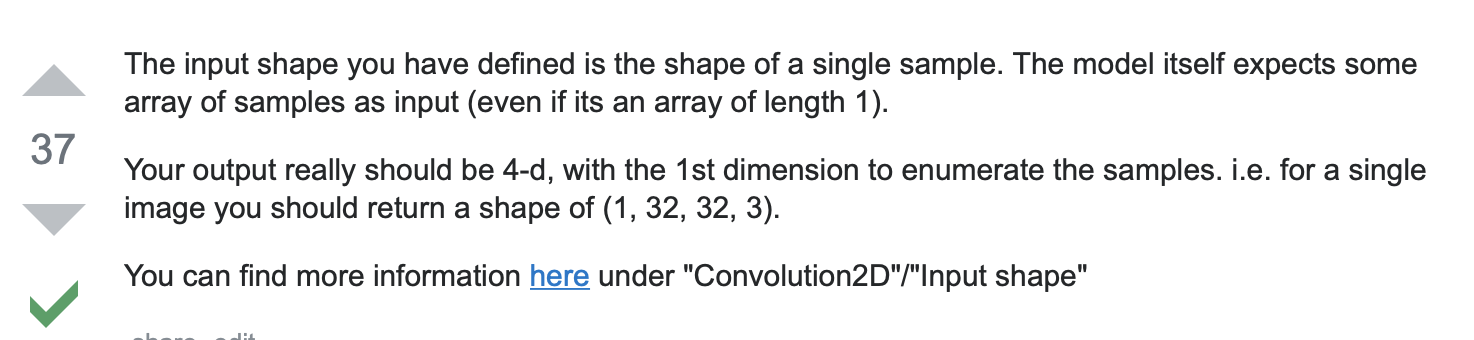 The input shape you have defined is the shape of a single sample. The model itself expects some
array of samples as input (even if its an array of length 1).
37
Your output really should be 4-d, with the 1st dimension to enumerate the samples. i.e. for a single
image you should return a shape of (1, 32, 32, 3).
You can find more information here under "Convolution2D"/"Input shape"
share edit